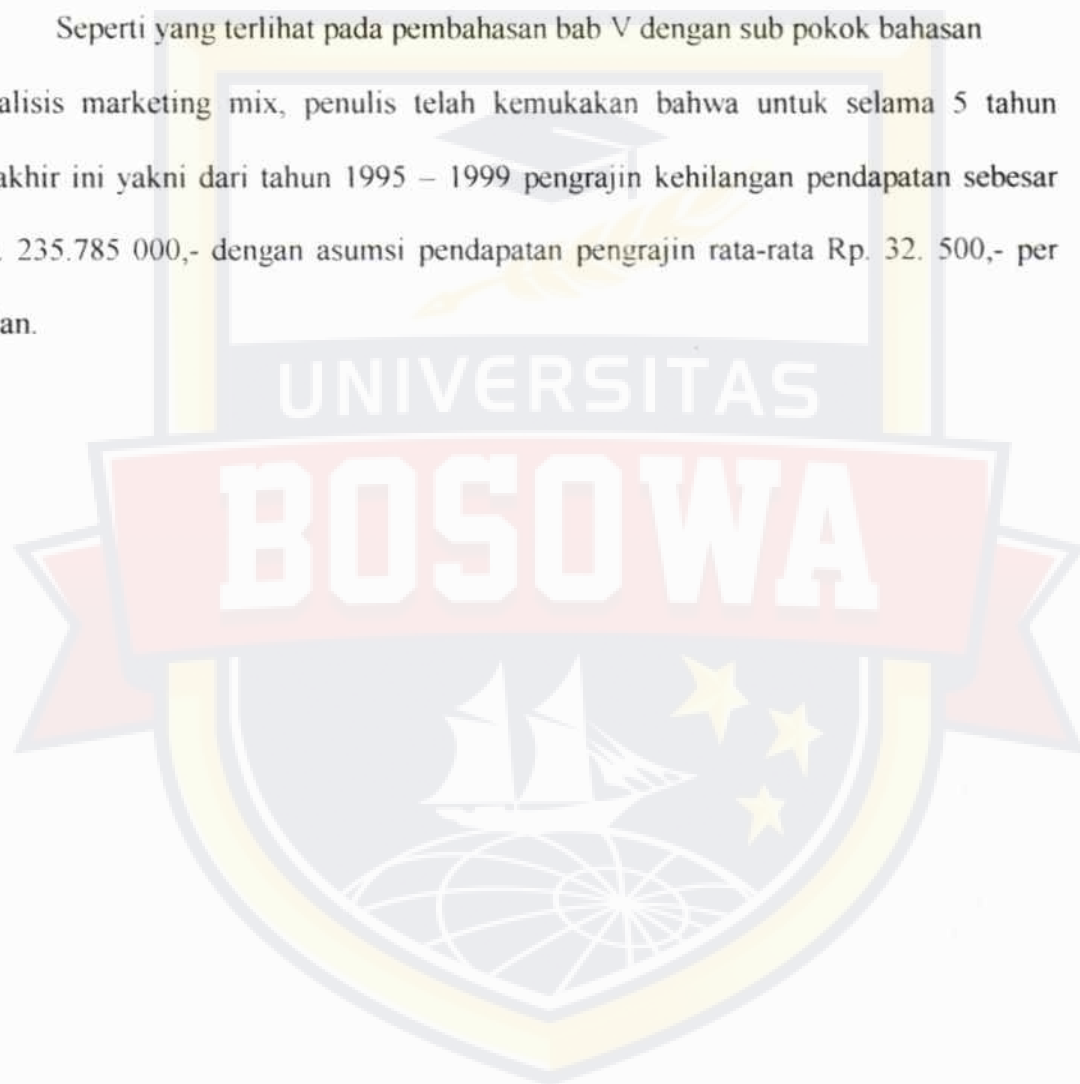 Seperti yang terlihat pada pembahasan bab V dengan sub pokok bahasan
alisis marketing mix, penulis telah kemukakan bahwa untuk selama 5 tahun
akhir ini yakni dari tahun 1995 – 1999 pengrajin kehilangan pendapatan sebesar
. 235.785 000,- dengan asumsi pendapatan pengrajin rata-rata Rp. 32. 500,- per
an.
UNIVERSITAS
BOSOWA